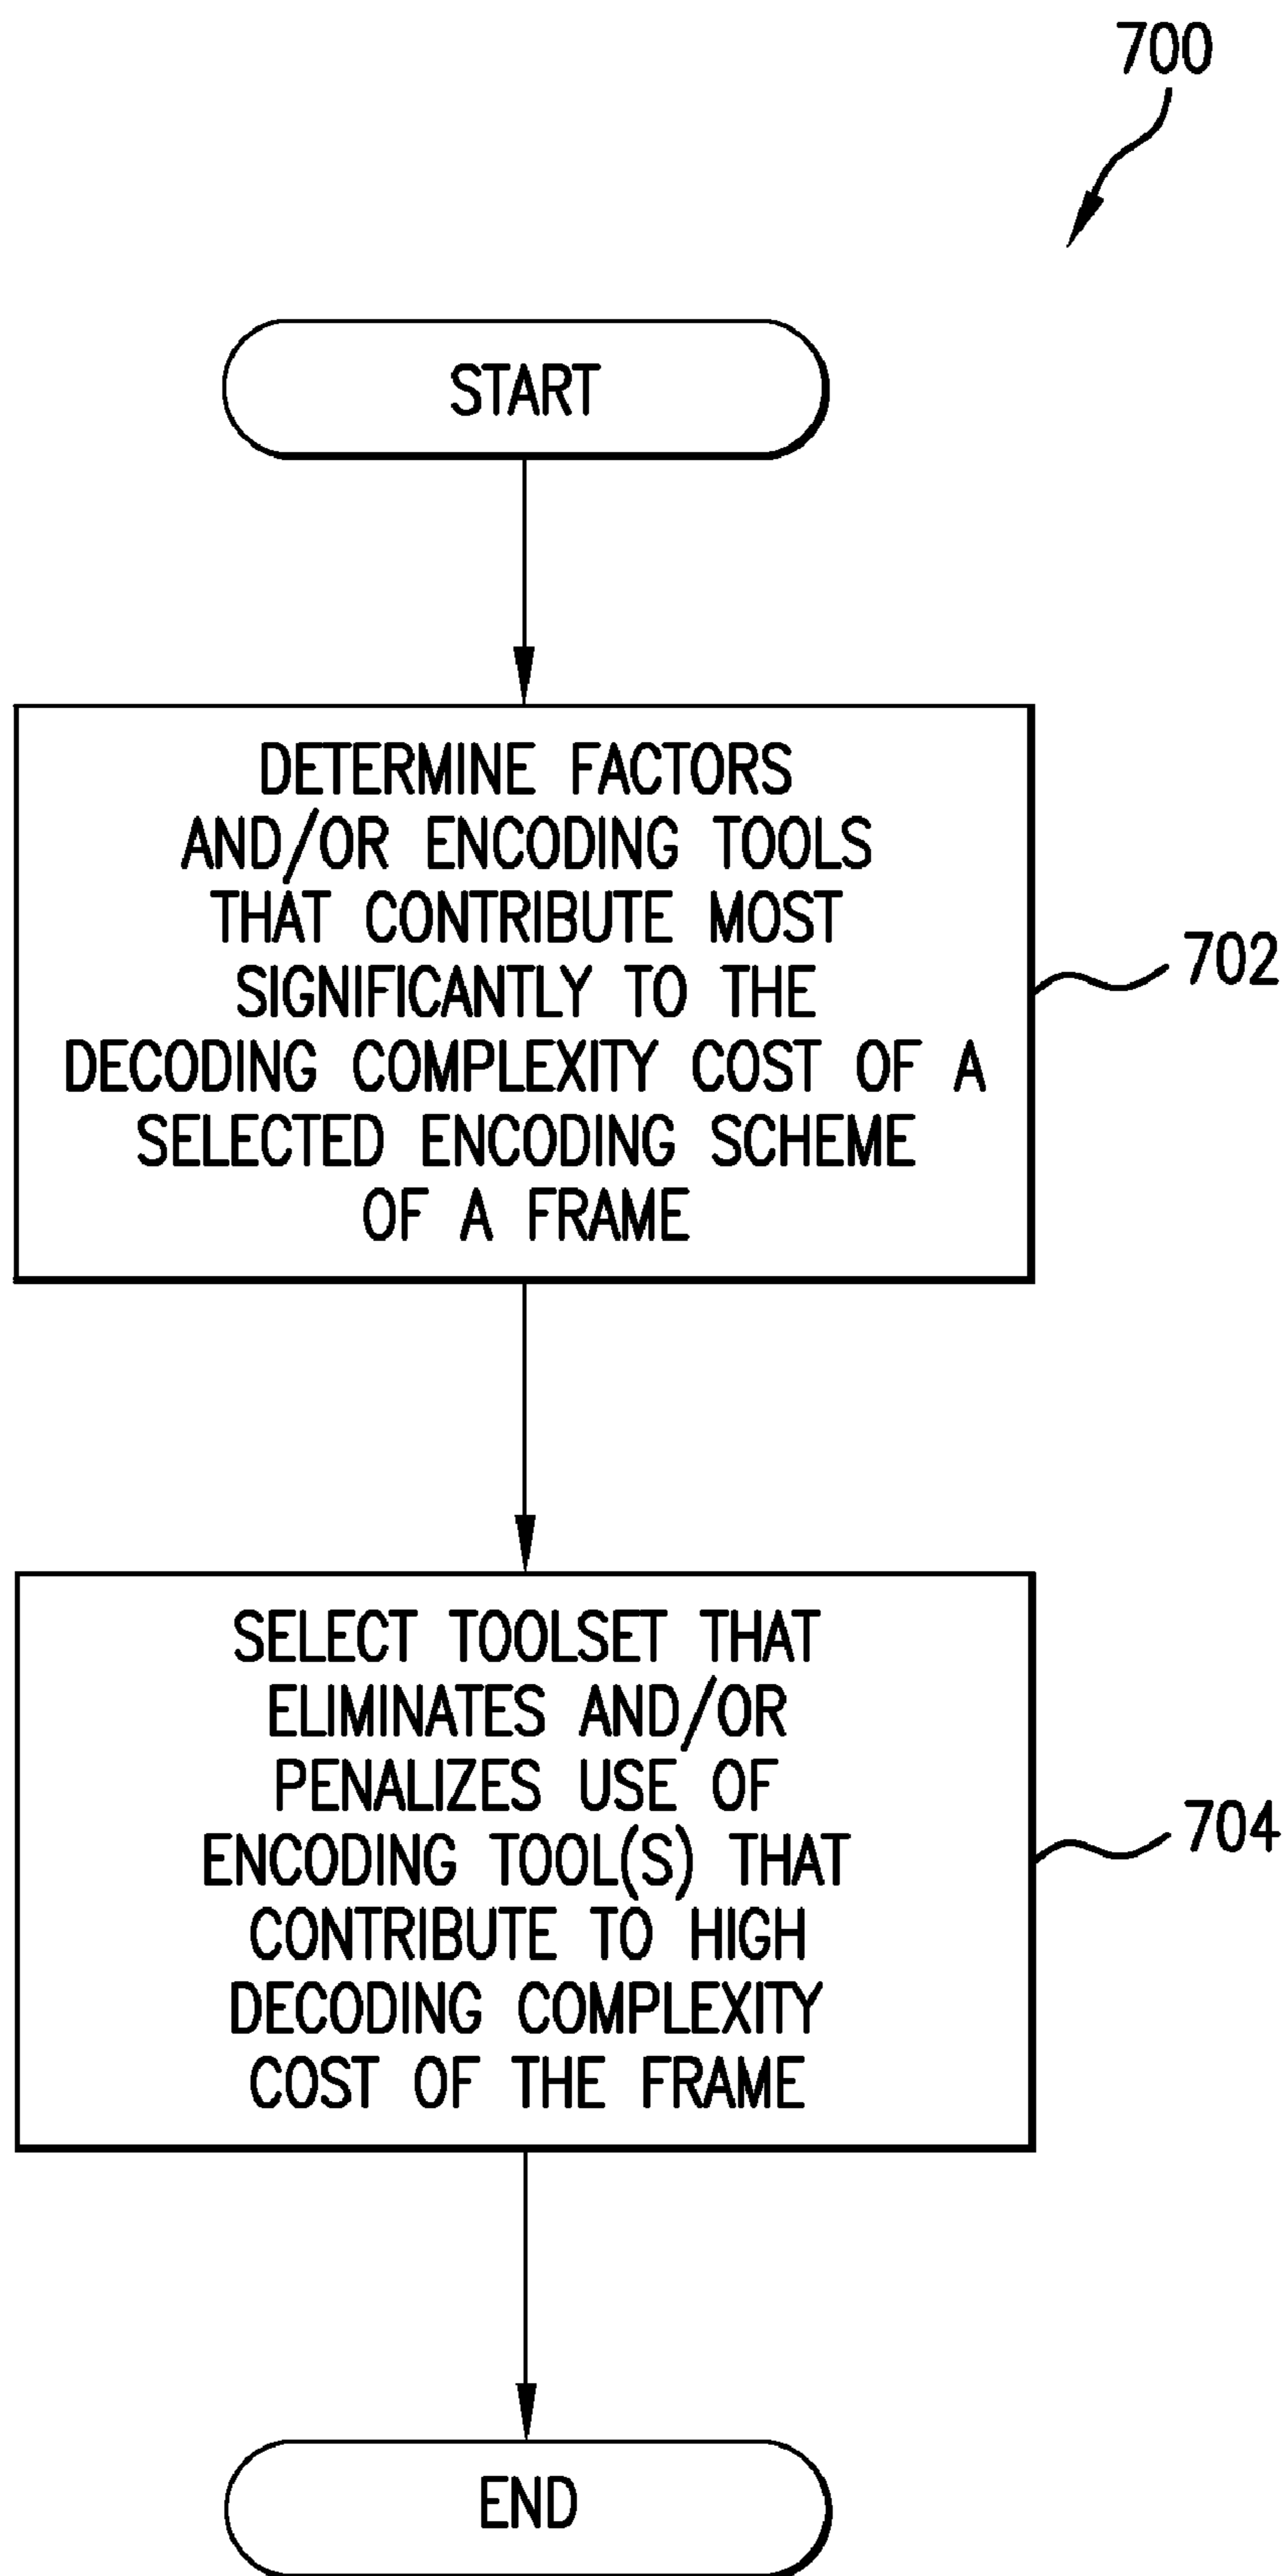 700
START
DETERMINE FACTORS
AND/OR ENCODING TOOLS
THAT CONTRIBUTE MOST
SIGNIFICANTLY TO THE
DECODING COMPLEXITY COST OF A
SELECTED ENCODING SCHEME
OF A FRAME
702
SELECT TOOLSET THAT
ELIMINATES AND/OR
PENALIZES USE OF
ENCODING TOOL(S) THAT
CONTRIBUTE TO HIGH
DECODING COMPLEXITY
COST OF THE FRAME
704
END